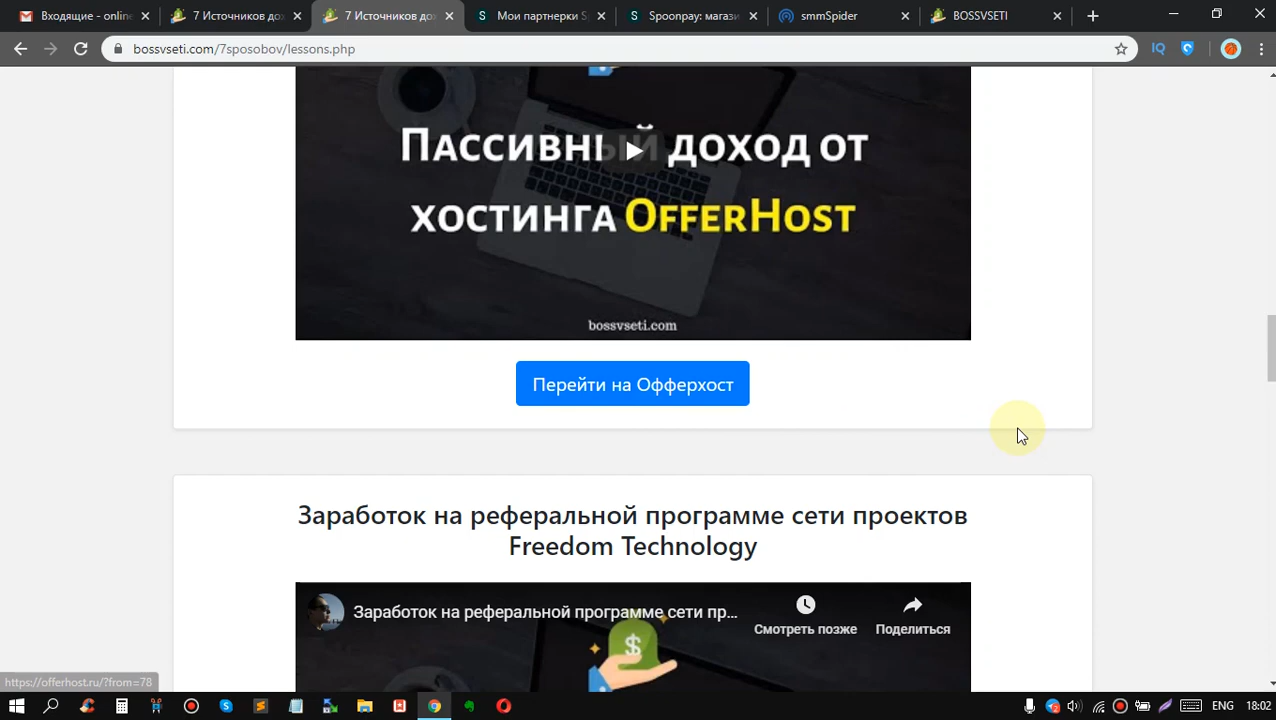 Входящие - online
7 Источников до
7 Источников до
Мои партнерки S
Spoonpay: магази
smmSpider
BOSSVSETI
bossvseti.com/7sposobov/lessons.php
IQ
Пассивный доход от
хостинга OfferHost
bossvseti.com
Перейти на Офферхост
Заработок на реферальной программе сети проектов
Freedom Technology
Заработок на реферальной программе сети пр...
Смотреть позже
Поделиться
$
https://offerhost.ru/?from=78
ENG
18:02